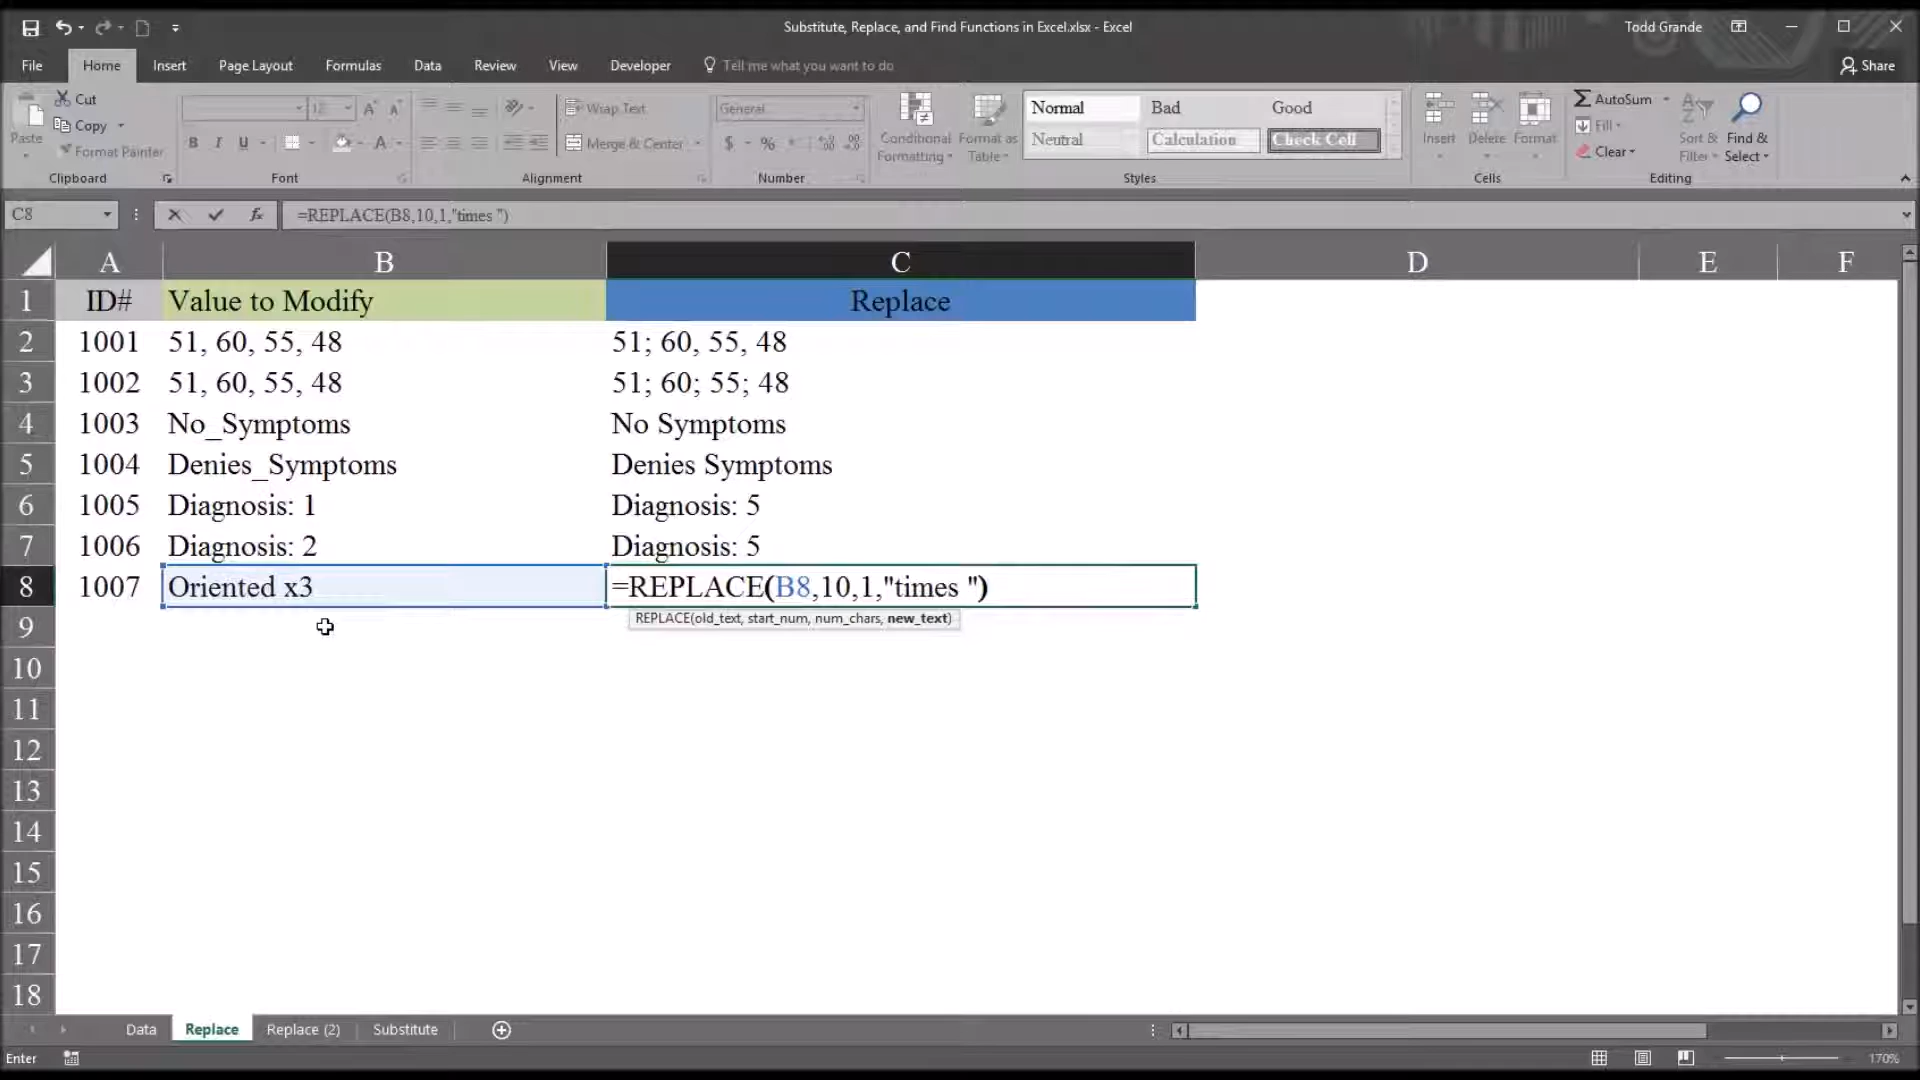 Substitute, Replace, and Find Functions in Excel.xlsx - Excel
Todd Grande
File Home Insert Page Layout Formulas Data Review View Developer Tell me what you want to do Share
Paste
Cut
Copy
Format Painter
Clipboard
12 A A
B I U A
Font
Wrap Text
Merge & Center
Alignment
General
$ %
Number
Conditional Formatting
Format as Table
Normal Bad Good
Neutral Calculation Check Cell
Styles
Insert Delete Format
Cells
AutoSum
Fill
Clear
Sort & Filter
Find & Select
Editing
C8 fx =REPLACE(B8,10,1,"times ")
A B C D E F
1 ID# Value to Modify Replace
2 1001 51, 60, 55, 48 51; 60, 55, 48
3 1002 51, 60, 55, 48 51; 60; 55; 48
4 1003 No_Symptoms No Symptoms
5 1004 Denies_Symptoms Denies Symptoms
6 1005 Diagnosis: 1 Diagnosis: 5
7 1006 Diagnosis: 2 Diagnosis: 5
8 1007 Oriented x3 =REPLACE(B8,10,1,"times ")
REPLACE(old_text, start_num, num_chars, new_text)
9
10
11
12
13
14
15
16
17
18
Data Replace Replace (2) Substitute
Enter 170%